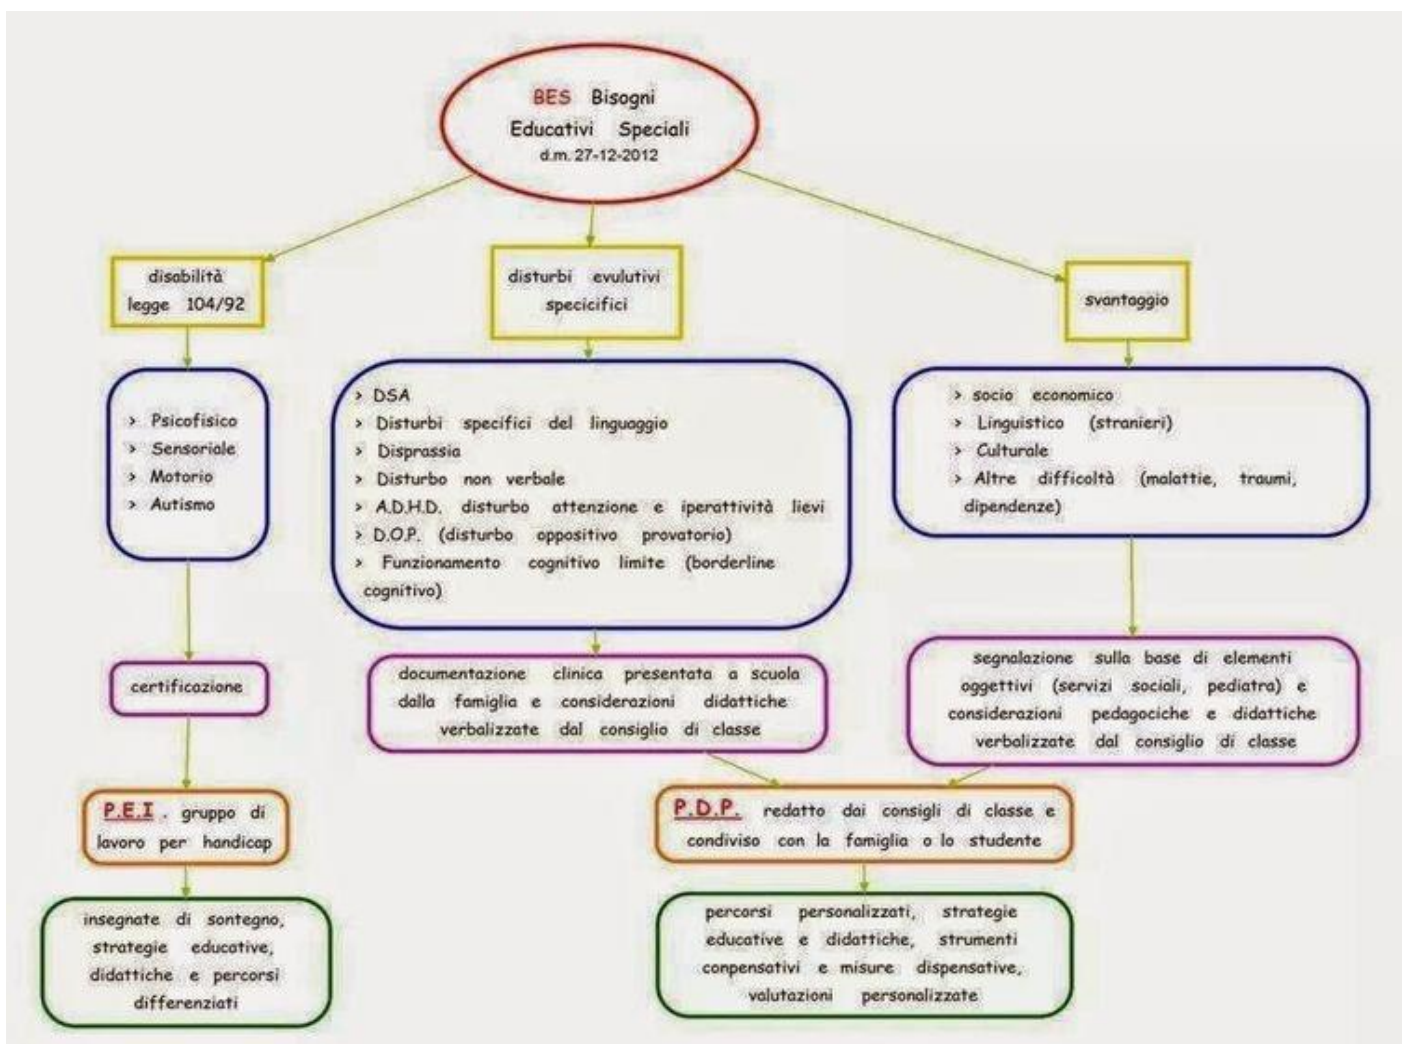 BES Bisogni
Educativi Speciali
d.m. 27-12-2012
disabilità
legge 104/92
disturbi evulutivi
specicifici
svantaggio
> Psicofisico
> Sensoriale
> Motorio
> Autismo
> DSA
> Disturbi specifici del linguaggio
> Disprassia
> Disturbo non verbale
> A.D.H.D. disturbo attenzione e iperattività lievi
> D.O.P. (disturbo oppositivo provatorio)
> Funzionamento cognitivo limite (borderline
cognitivo)
> socio economico
> Linguistico (stranieri)
> Culturale
> Altre difficoltà (malattie, traumi,
dipendenze)
certificazione
documentazione clinica presentata a scuola
dalla famiglia e considerazioni didattiche
verbalizzate dal consiglio di classe
segnalazione sulla base di elementi
oggettivi (servizi sociali, pediatra) e
considerazioni pedagociche e didattiche
verbalizzate dal consiglio di classe
P.E.I. gruppo di
lavoro per handicap
P.D.P. redatto dai consigli di classe e
condiviso con la famiglia o lo studente
insegnate di sontegno,
strategie educative,
didattiche e percorsi
differenziati
percorsi personalizzati, strategie
educative e didattiche, strumenti
conpensativi e misure dispensative,
valutazioni personalizzate